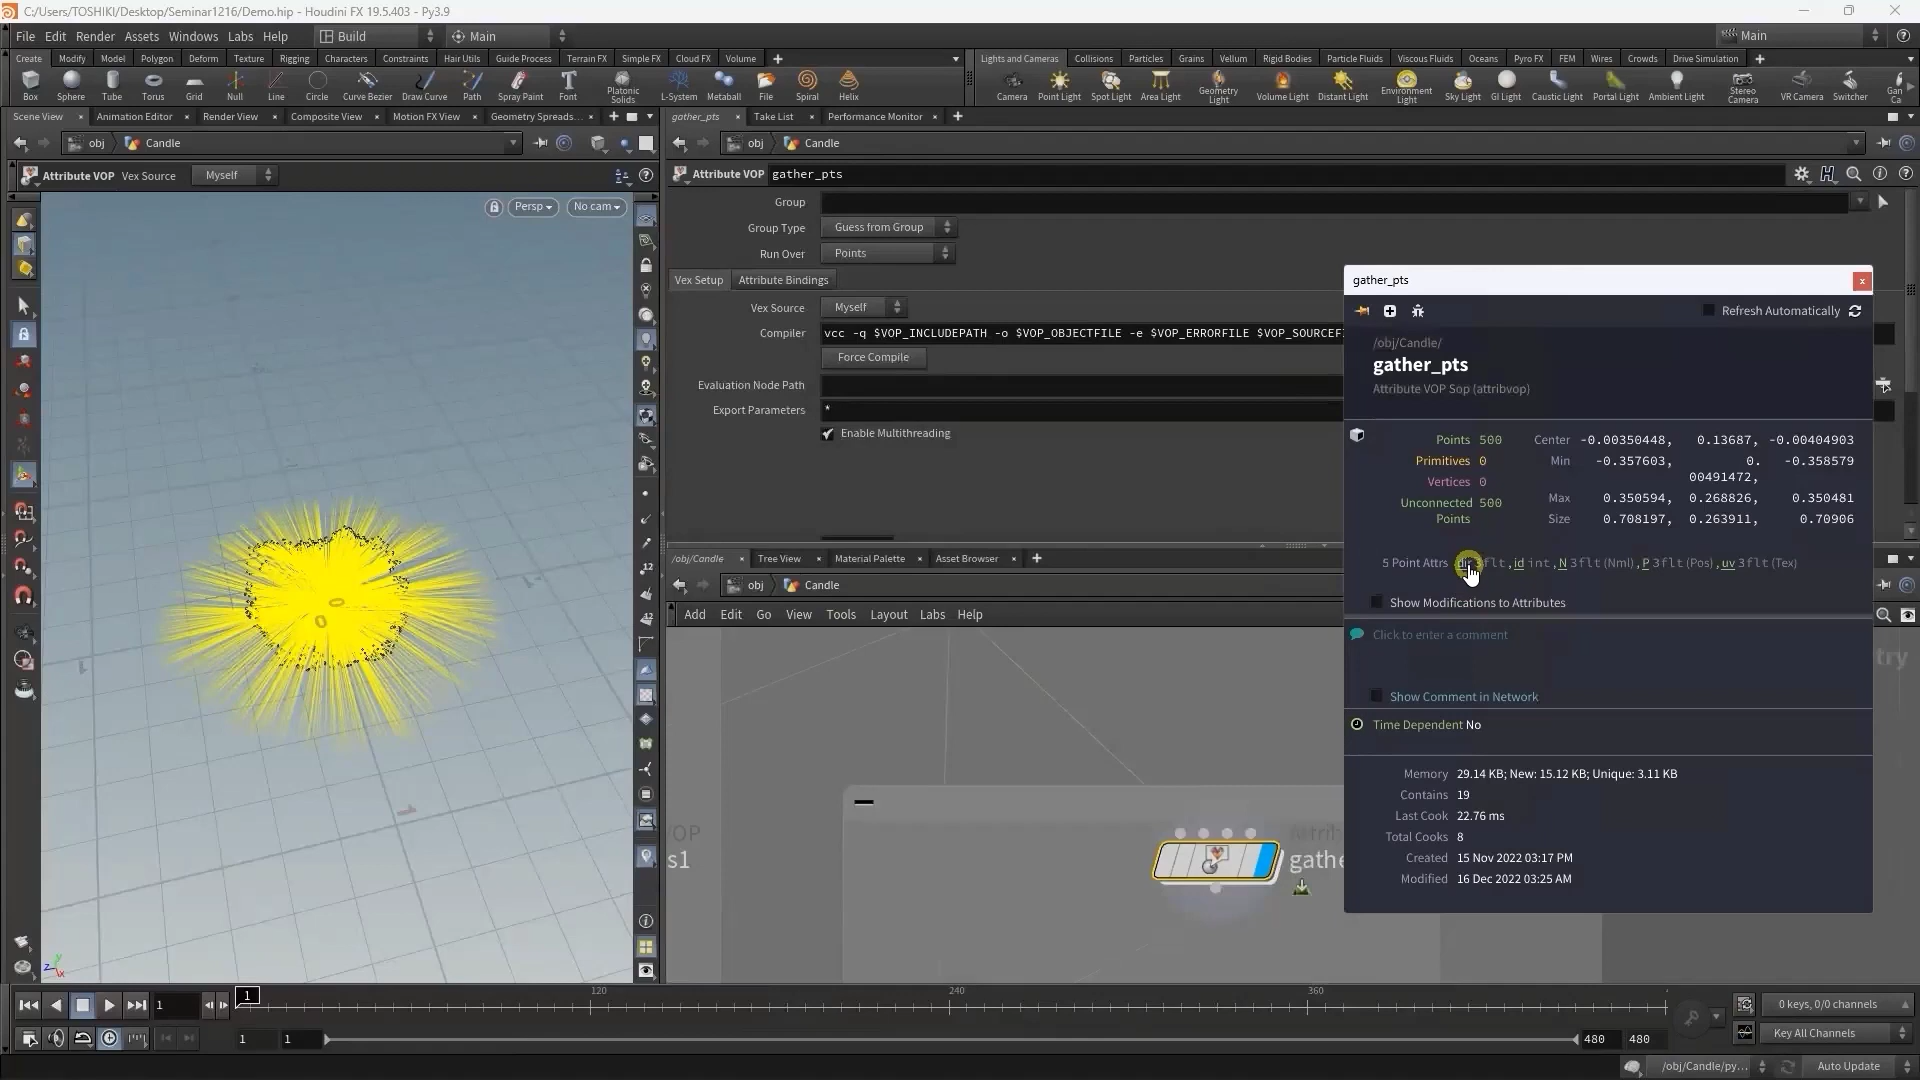 C:/Users/TOSHIKI/Desktop/Seminar1216/Demo.hip - Houdini FX 19.5.403 - Py3.9
File Edit Render Assets Windows Labs Help Build Main Main
Create Modify Model Polygon Deform Texture Rigging Characters Constraints Hair Utils Guide Process Terrain FX Simple FX Cloud FX Volume
Lights and Cameras Collisions Particles Grains Vellum Rigid Bodies Particle Fluids Viscous Fluids Oceans Pyro FX FEM Wires Crowds Drive Simulation
Box Sphere Tube Torus Grid Null Line Circle Curve Bezier Draw Curve Path Spray Paint Font Platonic Solids L-System Metaball File Spiral Helix
Camera Point Light Spot Light Area Light Geometry Light Volume Light Distant Light Environment Light Sky Light GI Light Caustic Light Portal Light Ambient Light Stereo Camera VR Camera Switcher Gan Ca
Scene View Animation Editor Render View Composite View Motion FX View Geometry Spreads...
gather_pts Take List Performance Monitor
obj Candle
obj Candle
Attribute VOP Vex Source Myself
Attribute VOP gather_pts
Persp No cam
Group
Group Type Guess from Group
Run Over Points
Vex Setup Attribute Bindings
Vex Source Myself
Compiler vcc -q $VOP_INCLUDEPATH -o $VOP_OBJECTFILE -e $VOP_ERRORFILE $VOP_SOURCEF
Force Compile
Evaluation Node Path
Export Parameters *
Enable Multithreading
gather_pts
Refresh Automatically
/obj/Candle/
gather_pts
Attribute VOP Sop (attribvop)
Points 500 Center -0.00350448, 0.13687, -0.00404903
Primitives 0 Min -0.357603, 0.00491472, -0.358579
Vertices 0
Unconnected Points 500 Max 0.350594, 0.268826, 0.350481
Size 0.708197, 0.263911, 0.70906
5 Point Attrs 3flt, id int, N 3flt (Nml), P 3flt (Pos), uv 3flt (Tex)
Show Modifications to Attributes
Click to enter a comment
Show Comment in Network
Time Dependent No
Memory 29.14 KB; New: 15.12 KB; Unique: 3.11 KB
Contains 19
Last Cook 22.76 ms
Total Cooks 8
Created 15 Nov 2022 03:17 PM
Modified 16 Dec 2022 03:25 AM
/obj/Candle Tree View Material Palette Asset Browser
obj Candle
Add Edit Go View Tools Layout Labs Help
try
VOP
s1
Attrib
gathe
1 1 120 240 360
1 1 480 480
0 keys, 0/0 channels
Key All Channels
/obj/Candle/py... Auto Update